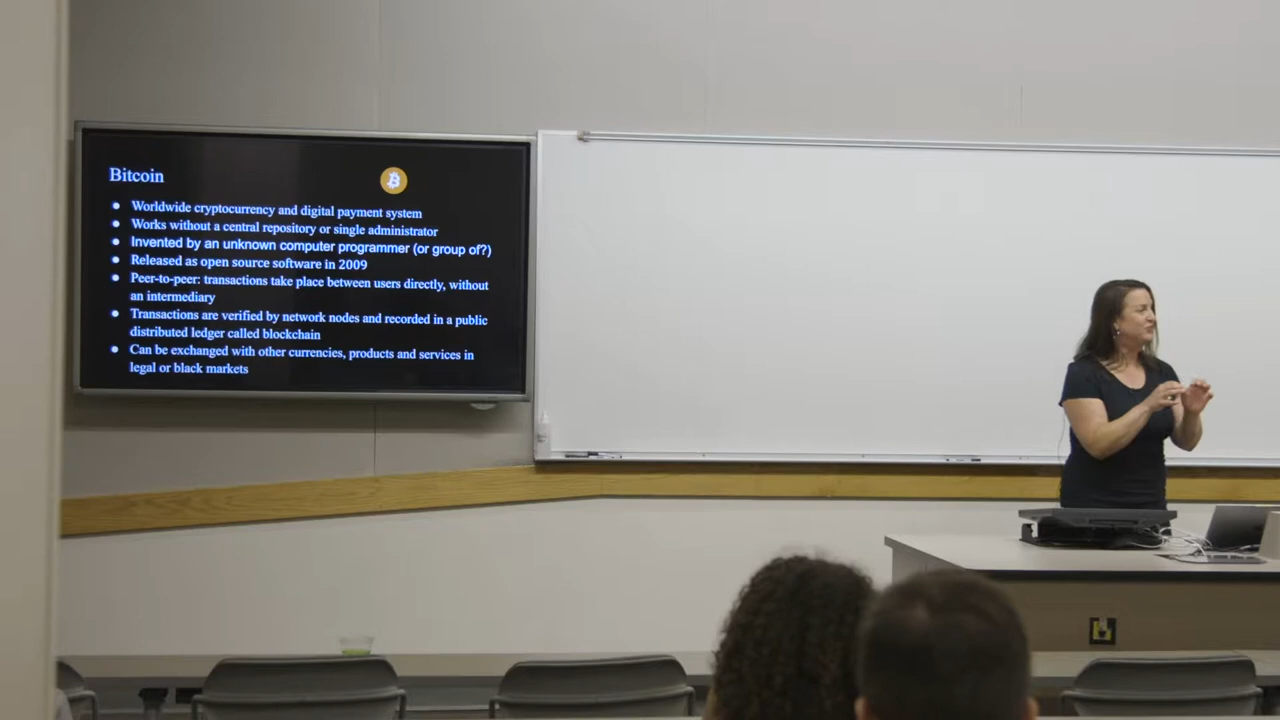 Bitcoin
Worldwide cryptocurrency and digital payment system
Works without a central repository or single administrator
Invented by an unknown computer programmer (or group of?)
Released as open source software in 2009
Peer-to-peer: transactions take place between users directly, without
an intermediary
Transactions are verified by network nodes and recorded in a public
distributed ledger called blockchain
Can be exchanged with other currencies, products and services in
legal or black markets